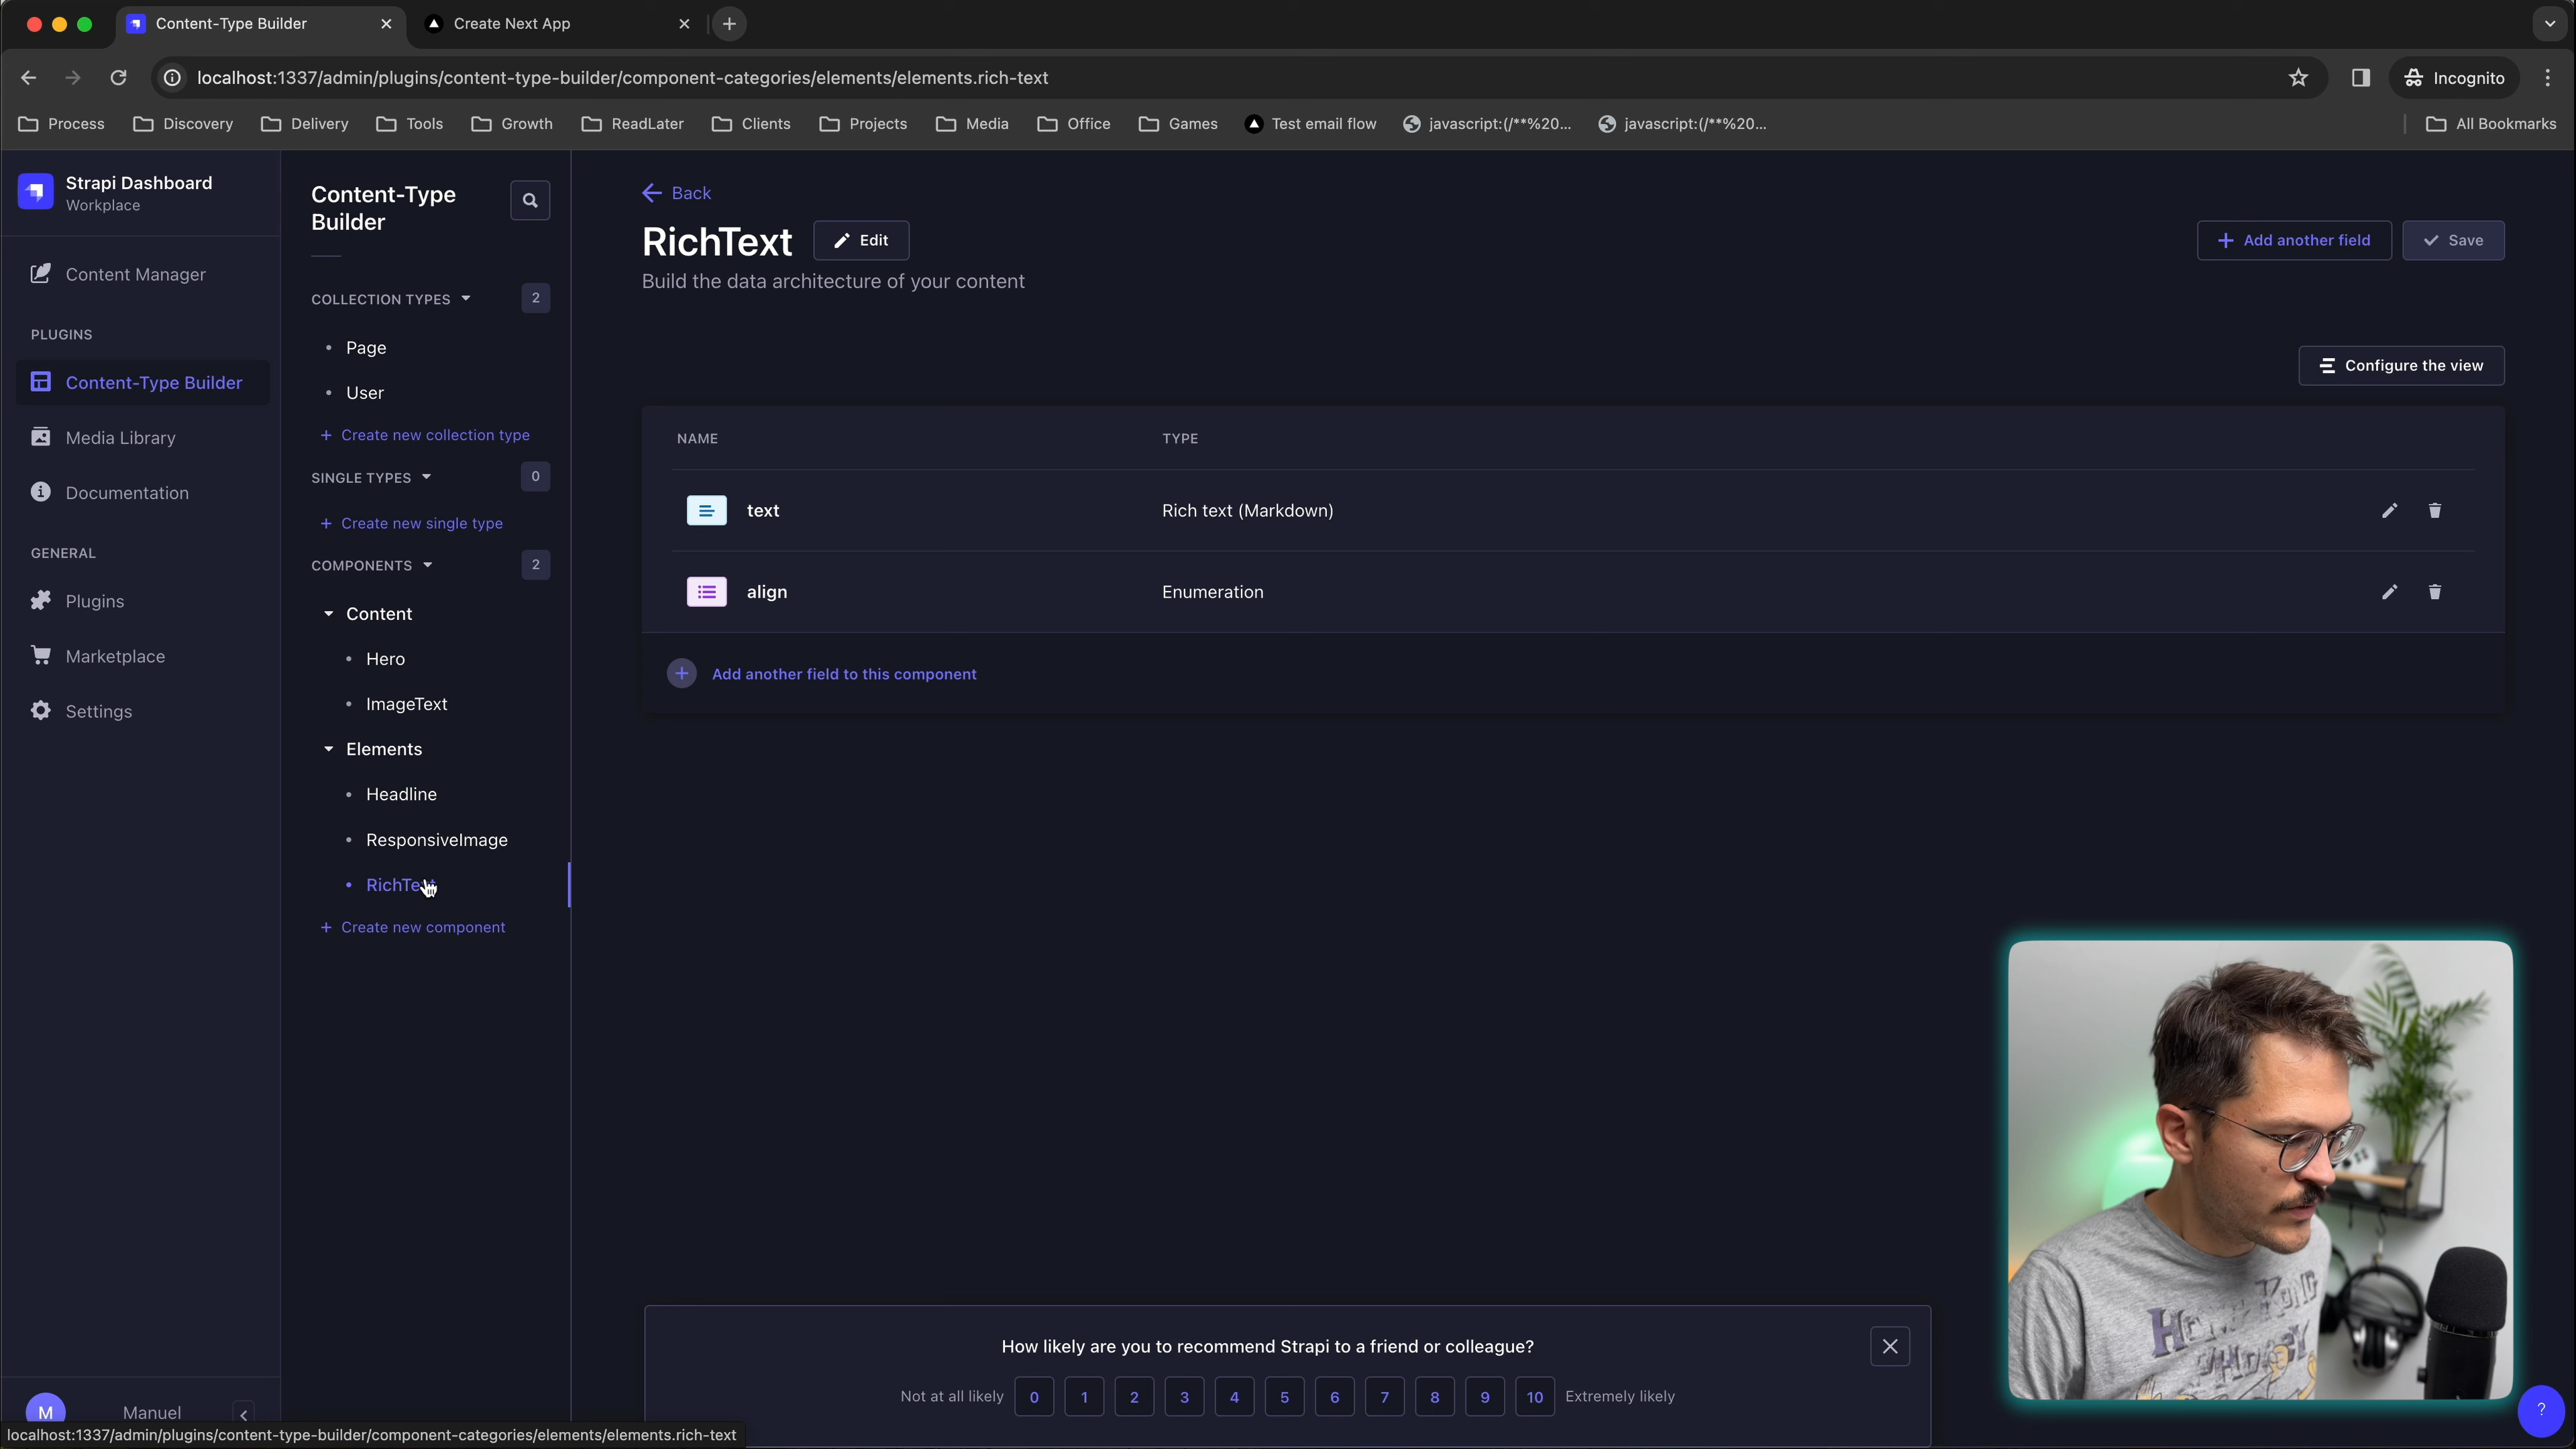 Content-Type Builder
Create Next App
localhost:1337/admin/plugins/content-type-builder/component-categories/elements/elements.rich-text
Incognito
Process
Discovery
Delivery
Tools
Growth
ReadLater
Clients
Projects
Media
Office
Games
Test email flow
javascript:(/**%20...
javascript:(/**%20...
All Bookmarks
Strapi Dashboard
Workplace
Content Manager
PLUGINS
Content-Type Builder
Media Library
Documentation
GENERAL
Plugins
Marketplace
Settings
M
Manuel
Content-Type
Builder
COLLECTION TYPES
2
Page
User
+ Create new collection type
SINGLE TYPES
0
+ Create new single type
COMPONENTS
2
Content
Hero
ImageText
Elements
Headline
ResponsiveImage
RichText
+ Create new component
Back
RichText
Edit
Build the data architecture of your content
+ Add another field
Save
Configure the view
NAME
TYPE
text
Rich text (Markdown)
align
Enumeration
+ Add another field to this component
How likely are you to recommend Strapi to a friend or colleague?
Not at all likely
0
1
2
3
4
5
6
7
8
9
10
Extremely likely
?
localhost:1337/admin/plugins/content-type-builder/component-categories/elements/elements.rich-text